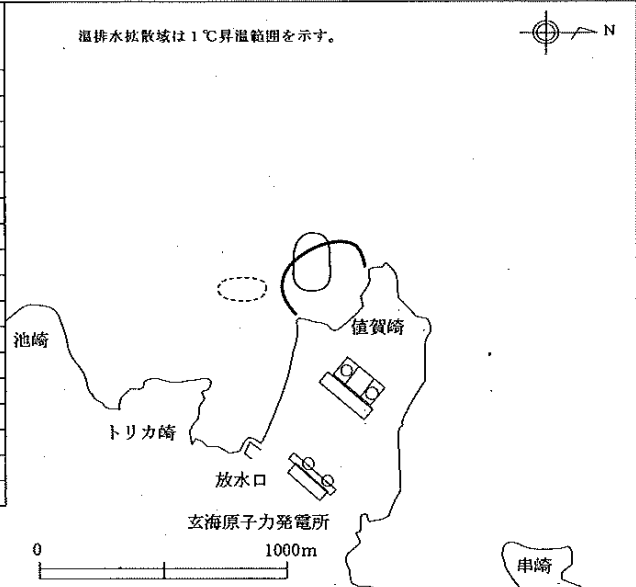 温排水拡散域は1℃昇温範囲を示す。
N
池崎
値賀崎
トリカ崎
放水口
玄海原子力発電所
0 1000m
串崎